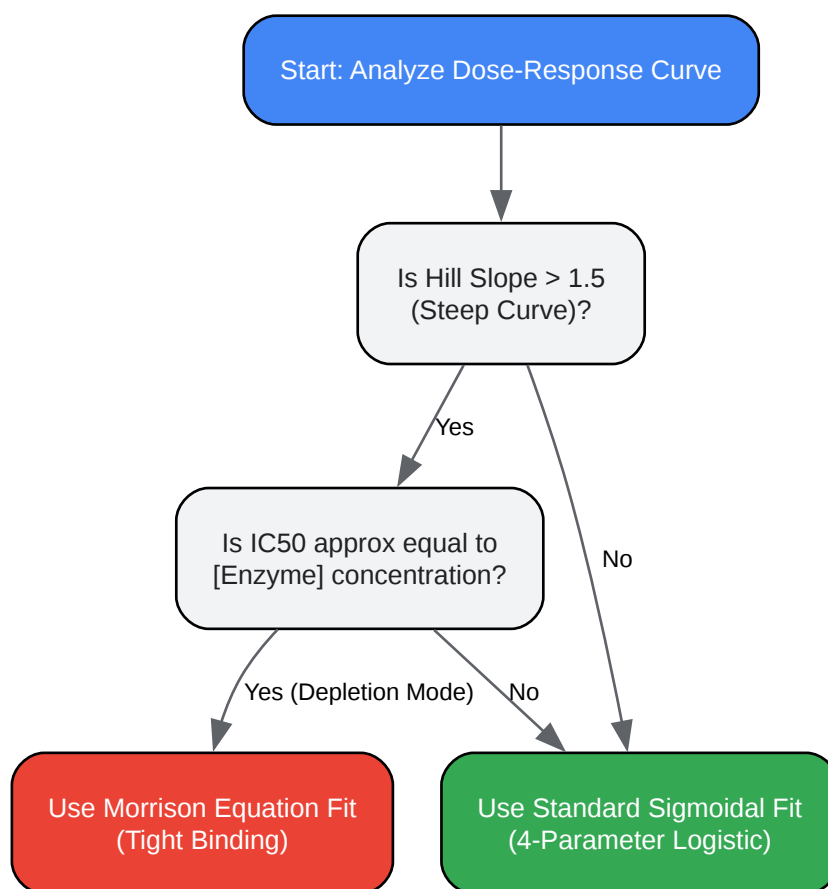 Start: Analyze Dose-Response Curve
Is Hill Slope > 1.5
(Steep Curve)?
Yes
Is IC50 approx equal to
[Enzyme] concentration?
No
Yes (Depletion Mode)
No
Use Morrison Equation Fit
(Tight Binding)
Use Standard Sigmoidal Fit
(4-Parameter Logistic)